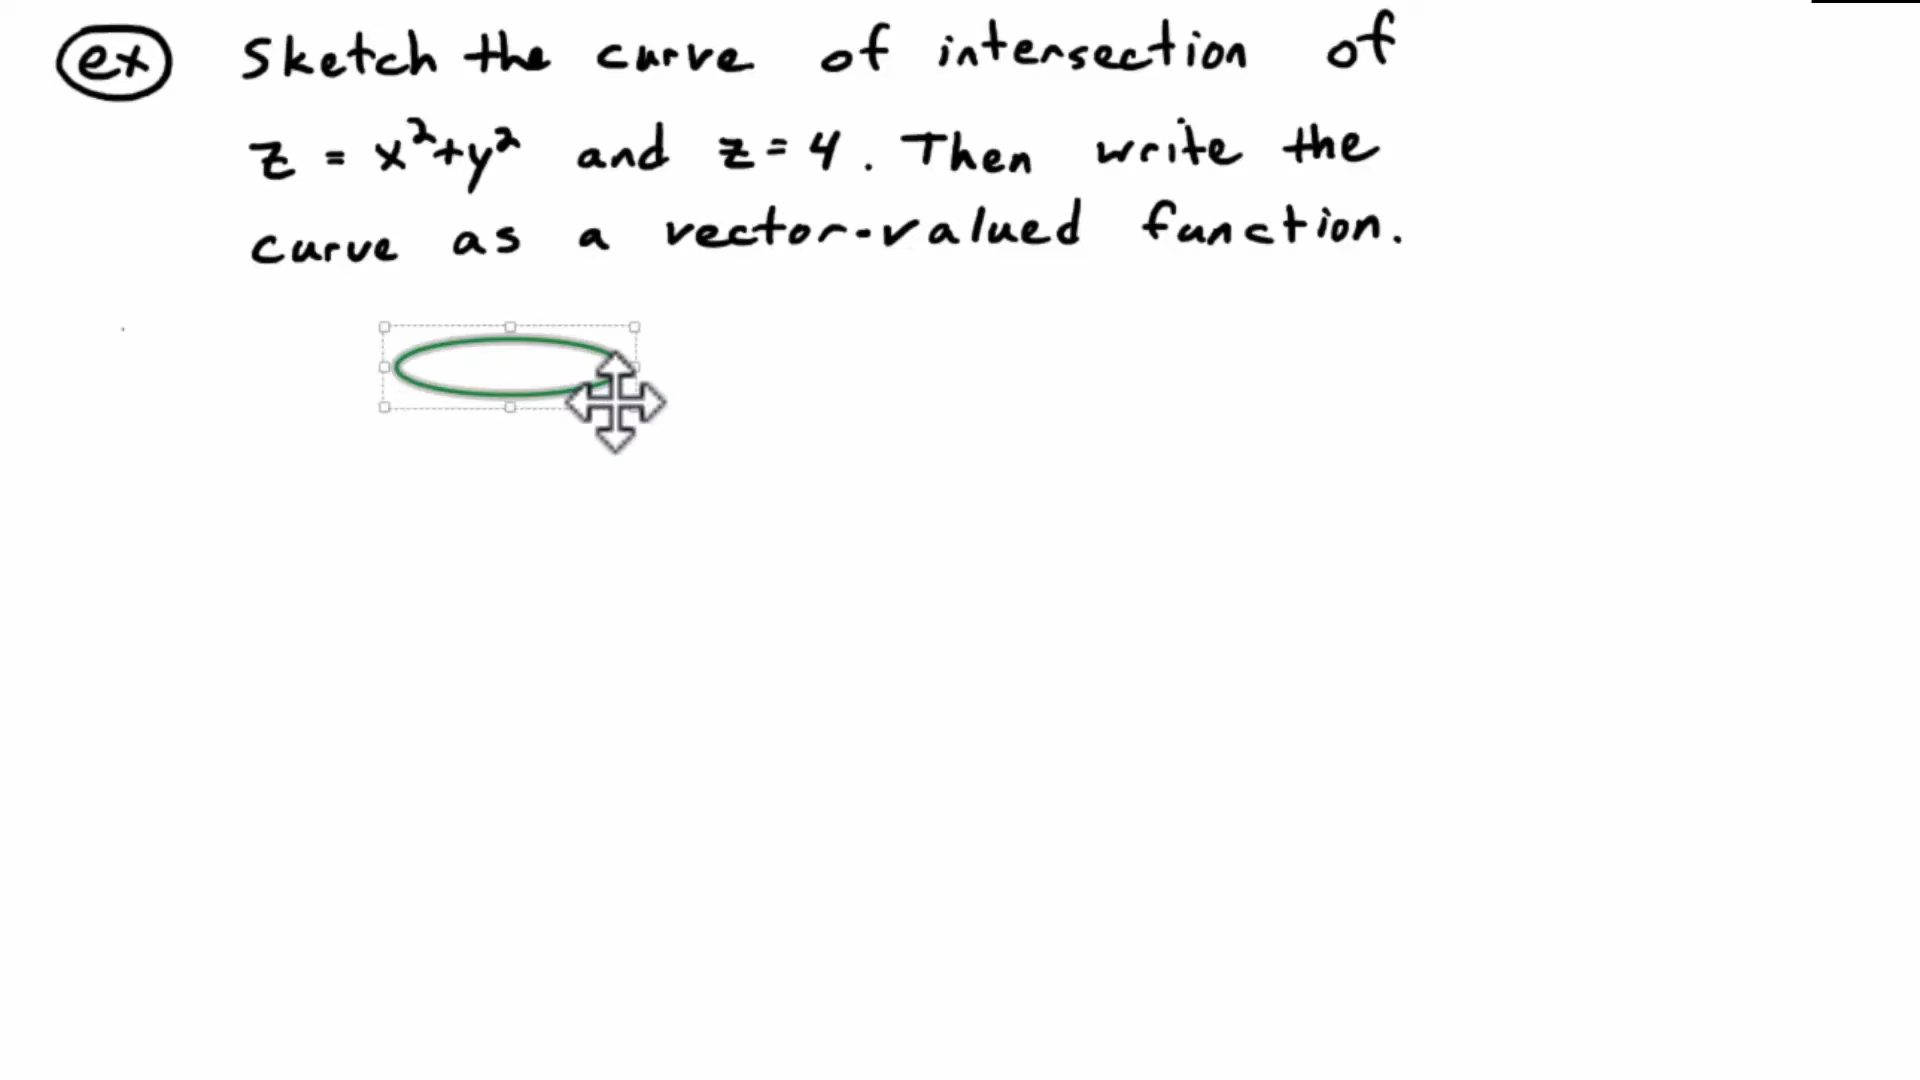 ex Sketch the curve of intersection of
z = x²+y² and z = 4. Then write the
curve as a vector-valued function.